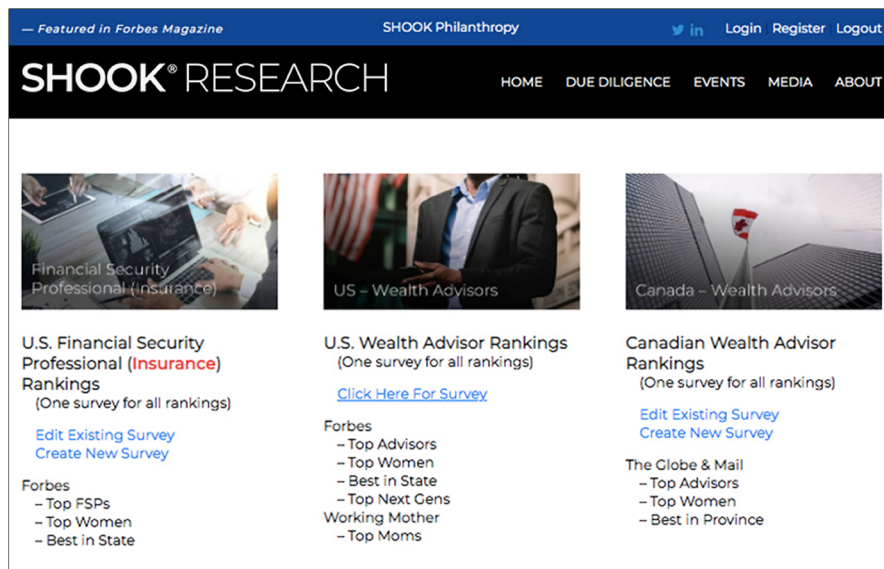 — Featured in Forbes Magazine
SHOOK Philanthropy
Login Register Logout
SHOOK® RESEARCH
HOME DUE DILIGENCE EVENTS MEDIA ABOUT
Financial Security
Professional (Insurance)
US – Wealth Advisors
Canada – Wealth Advisors
U.S. Financial Security
Professional (Insurance)
Rankings
(One survey for all rankings)
Edit Existing Survey
Create New Survey
Forbes
– Top FSPs
– Top Women
– Best in State
U.S. Wealth Advisor Rankings
(One survey for all rankings)
Click Here For Survey
Forbes
– Top Advisors
– Top Women
– Best in State
– Top Next Gens
Working Mother
– Top Moms
Canadian Wealth Advisor
Rankings
(One survey for all rankings)
Edit Existing Survey
Create New Survey
The Globe & Mail
– Top Advisors
– Top Women
– Best in Province